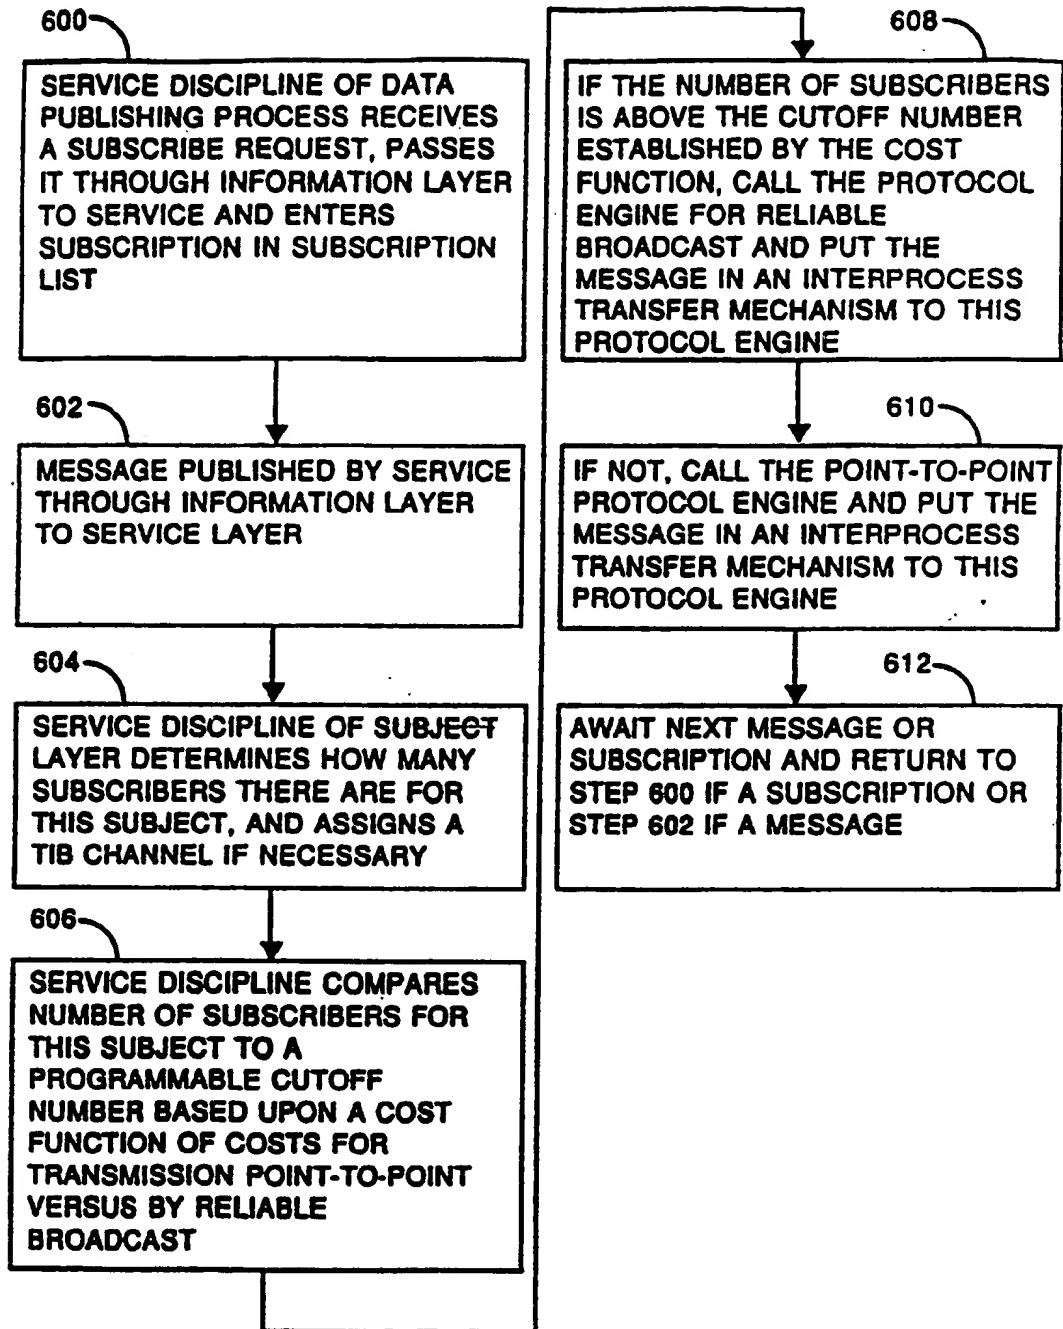 600
SERVICE DISCIPLINE OF DATA
PUBLISHING PROCESS RECEIVES
A SUBSCRIBE REQUEST, PASSES
IT THROUGH INFORMATION LAYER
TO SERVICE AND ENTERS
SUBSCRIPTION IN SUBSCRIPTION
LIST
602
MESSAGE PUBLISHED BY SERVICE
THROUGH INFORMATION LAYER
TO SERVICE LAYER
604
SERVICE DISCIPLINE OF SUBJECT
LAYER DETERMINES HOW MANY
SUBSCRIBERS THERE ARE FOR
THIS SUBJECT, AND ASSIGNS A
TIB CHANNEL IF NECESSARY
606
SERVICE DISCIPLINE COMPARES
NUMBER OF SUBSCRIBERS FOR
THIS SUBJECT TO A
PROGRAMMABLE CUTOFF
NUMBER BASED UPON A COST
FUNCTION OF COSTS FOR
TRANSMISSION POINT-TO-POINT
VERSUS BY RELIABLE
BROADCAST
608
IF THE NUMBER OF SUBSCRIBERS
IS ABOVE THE CUTOFF NUMBER
ESTABLISHED BY THE COST
FUNCTION, CALL THE PROTOCOL
ENGINE FOR RELIABLE
BROADCAST AND PUT THE
MESSAGE IN AN INTERPROCESS
TRANSFER MECHANISM TO THIS
PROTOCOL ENGINE
610
IF NOT, CALL THE POINT-TO-POINT
PROTOCOL ENGINE AND PUT THE
MESSAGE IN AN INTERPROCESS
TRANSFER MECHANISM TO THIS
PROTOCOL ENGINE
612
AWAIT NEXT MESSAGE OR
SUBSCRIPTION AND RETURN TO
STEP 600 IF A SUBSCRIPTION OR
STEP 602 IF A MESSAGE